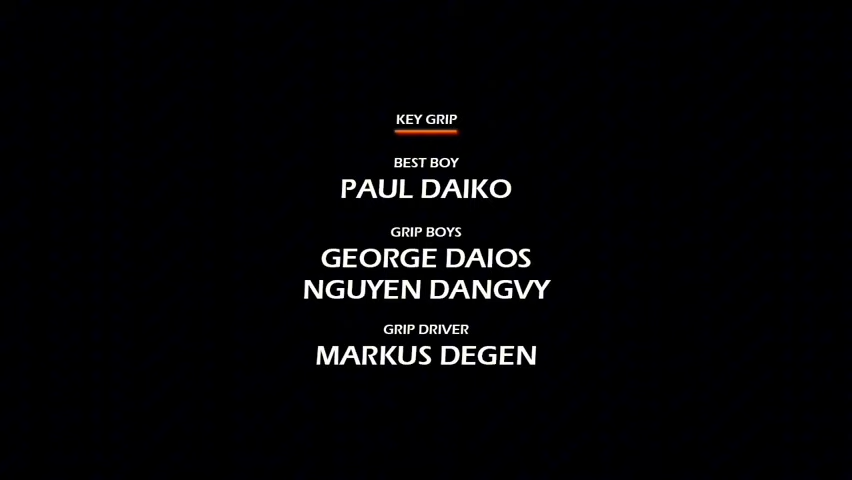 KEY GRIP
BEST BOY
PAUL DAIKO
GRIP BOYS
GEORGE DAIOS
NGUYEN DANGVY
GRIP DRIVER
MARKUS DEGEN